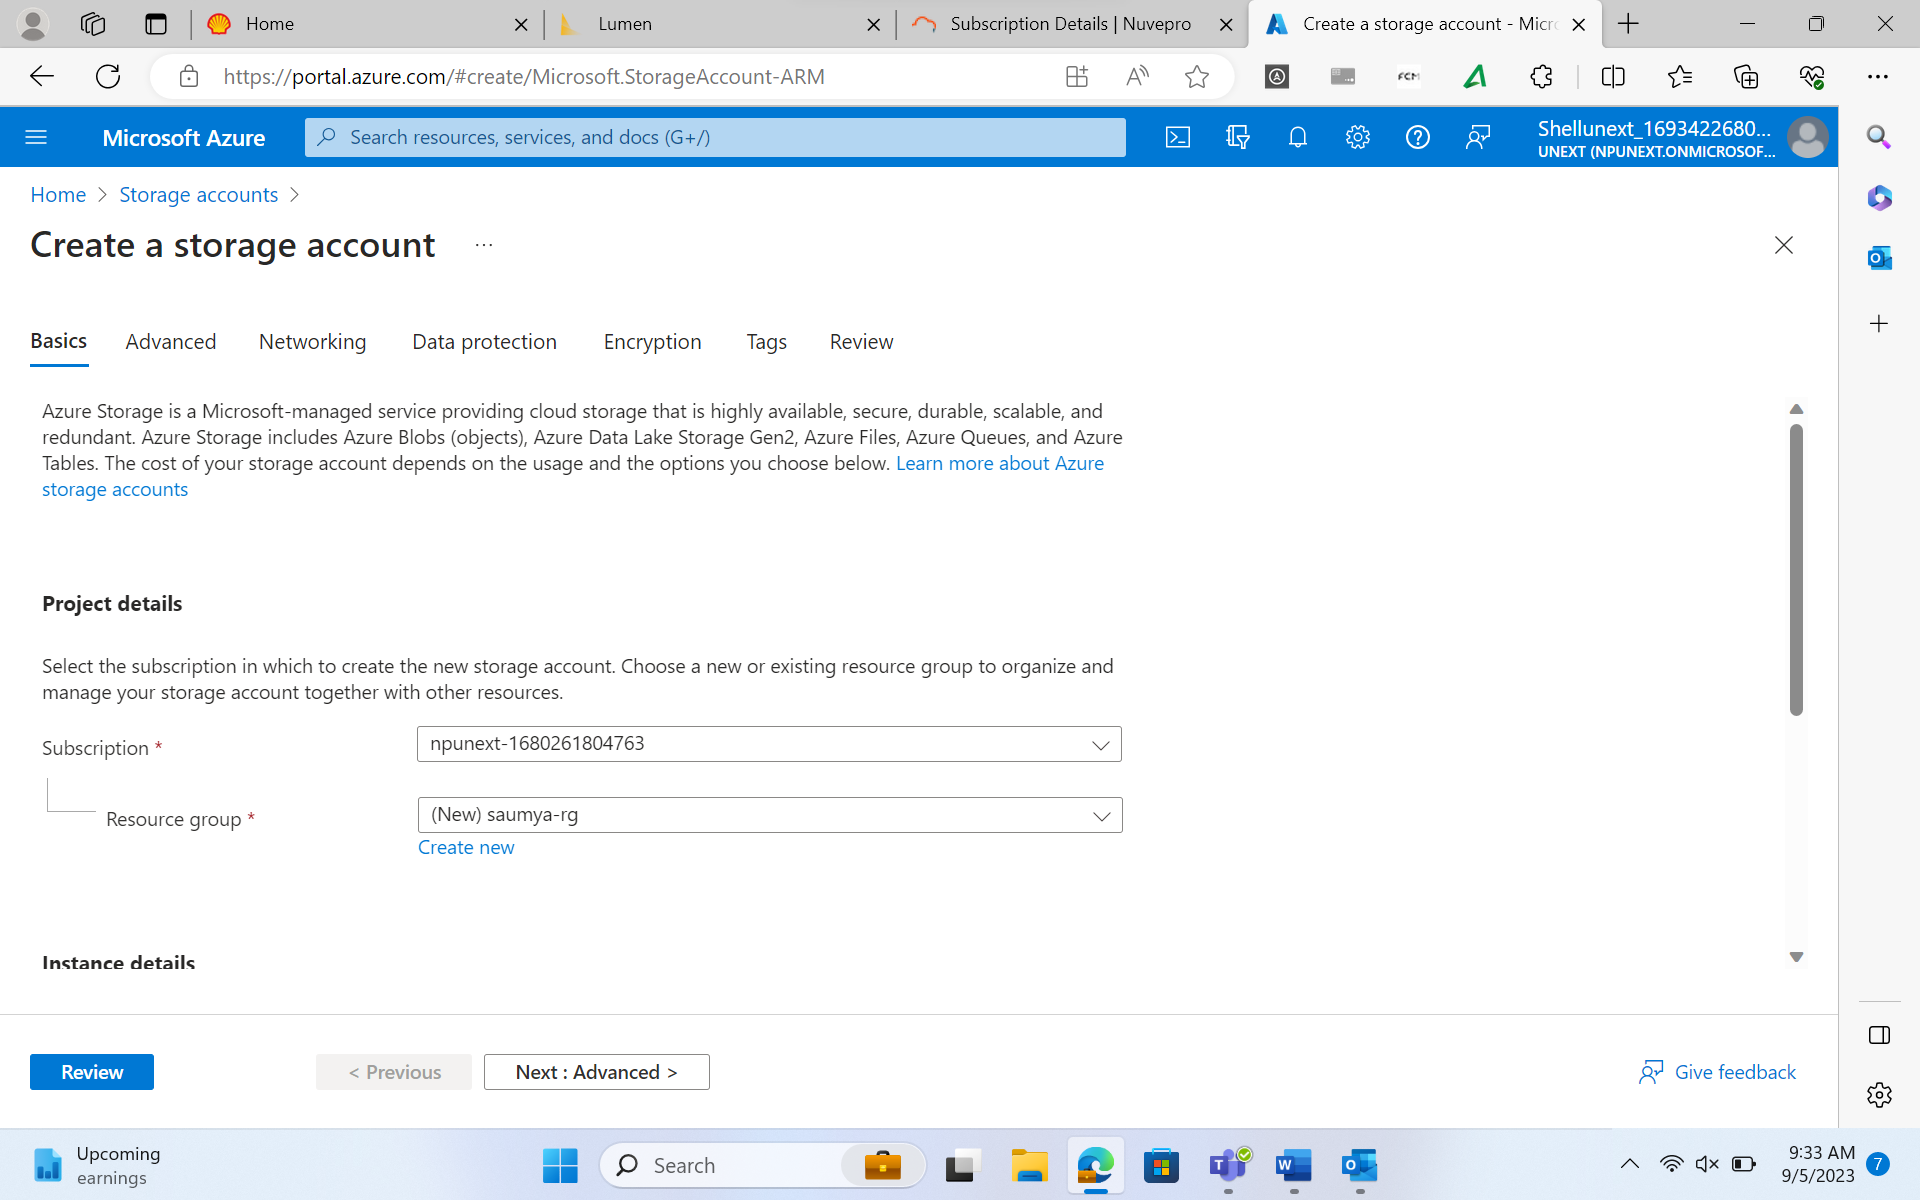 Home
Lumen
Subscription Details | Nuvepro
Create a storage account - Micr
https://portal.azure.com/#create/Microsoft.StorageAccount-ARM
FCM
Microsoft Azure
Search resources, services, and docs (G+/)
Shellunext_1693422680...
UNEXT (NPUNEXT.ONMICROSOF...
Home > Storage accounts >
Create a storage account ...
Basics Advanced Networking Data protection Encryption Tags Review
Azure Storage is a Microsoft-managed service providing cloud storage that is highly available, secure, durable, scalable, and
redundant. Azure Storage includes Azure Blobs (objects), Azure Data Lake Storage Gen2, Azure Files, Azure Queues, and Azure
Tables. The cost of your storage account depends on the usage and the options you choose below. Learn more about Azure
storage accounts
Project details
Select the subscription in which to create the new storage account. Choose a new or existing resource group to organize and
manage your storage account together with other resources.
Subscription *
npunext-1680261804763
Resource group *
(New) saumya-rg
Create new
Instance details
Review
< Previous
Next : Advanced >
Give feedback
Upcoming
earnings
Search
9:33 AM
9/5/2023
7